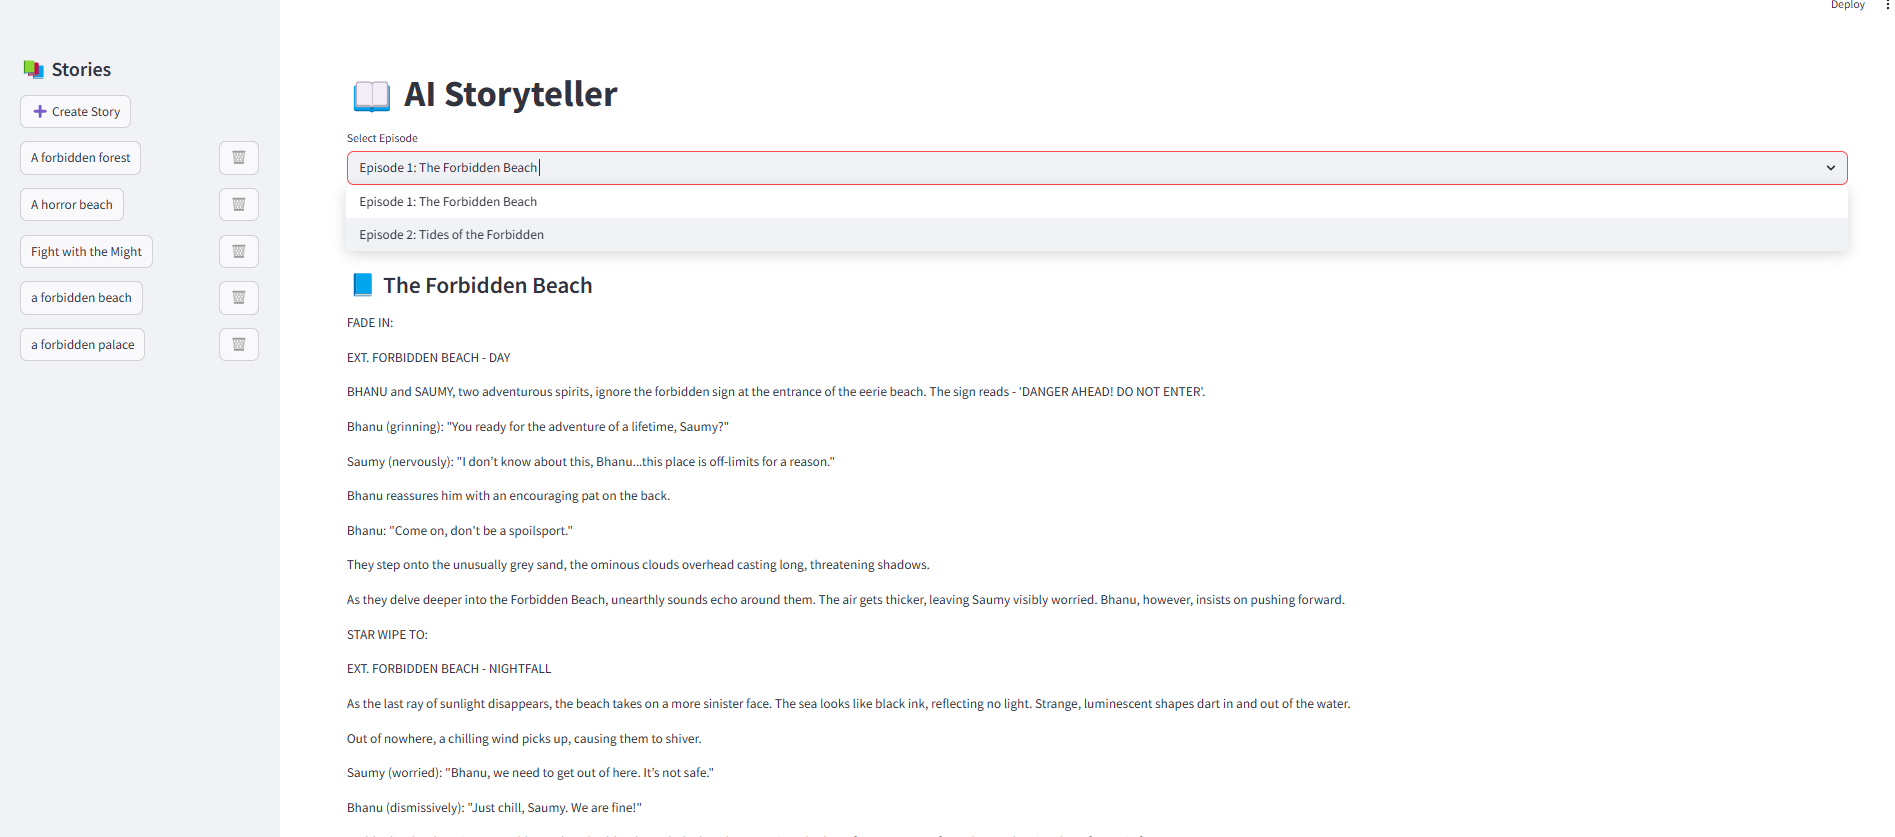 Deploy
Stories
Create Story
A forbidden forest
A horror beach
Fight with the Might
a forbidden beach
a forbidden palace
AI Storyteller
Select Episode
Episode 1: The Forbidden Beach
Episode 1: The Forbidden Beach
Episode 2: Tides of the Forbidden
The Forbidden Beach
FADE IN:
EXT. FORBIDDEN BEACH - DAY
BHANU and SAUMY, two adventurous spirits, ignore the forbidden sign at the entrance of the eerie beach. The sign reads - 'DANGER AHEAD! DO NOT ENTER'.
Bhanu (grinning): "You ready for the adventure of a lifetime, Saumy?"
Saumy (nervously): "I don’t know about this, Bhanu...this place is off-limits for a reason."
Bhanu reassures him with an encouraging pat on the back.
Bhanu: "Come on, don't be a spoilsport."
They step onto the unusually grey sand, the ominous clouds overhead casting long, threatening shadows.
As they delve deeper into the Forbidden Beach, unearthly sounds echo around them. The air gets thicker, leaving Saumy visibly worried. Bhanu, however, insists on pushing forward.
STAR WIPE TO:
EXT. FORBIDDEN BEACH - NIGHTFALL
As the last ray of sunlight disappears, the beach takes on a more sinister face. The sea looks like black ink, reflecting no light. Strange, luminescent shapes dart in and out of the water.
Out of nowhere, a chilling wind picks up, causing them to shiver.
Saumy (worried): "Bhanu, we need to get out of here. It’s not safe."
Bhanu (dismissively): "Just chill, Saumy. We are fine!"